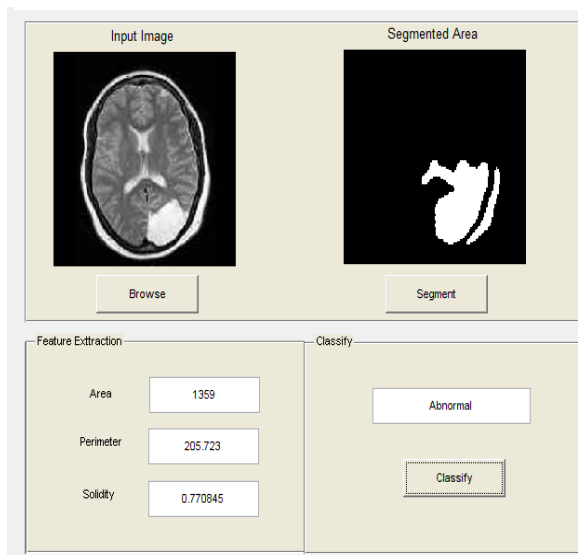 Input Image
Segmented Area
Browse
Segment
Feature Exttraction
Area
1359
Perimeter
205.723
Solidity
0.770845
Classify
Abnormal
Classify